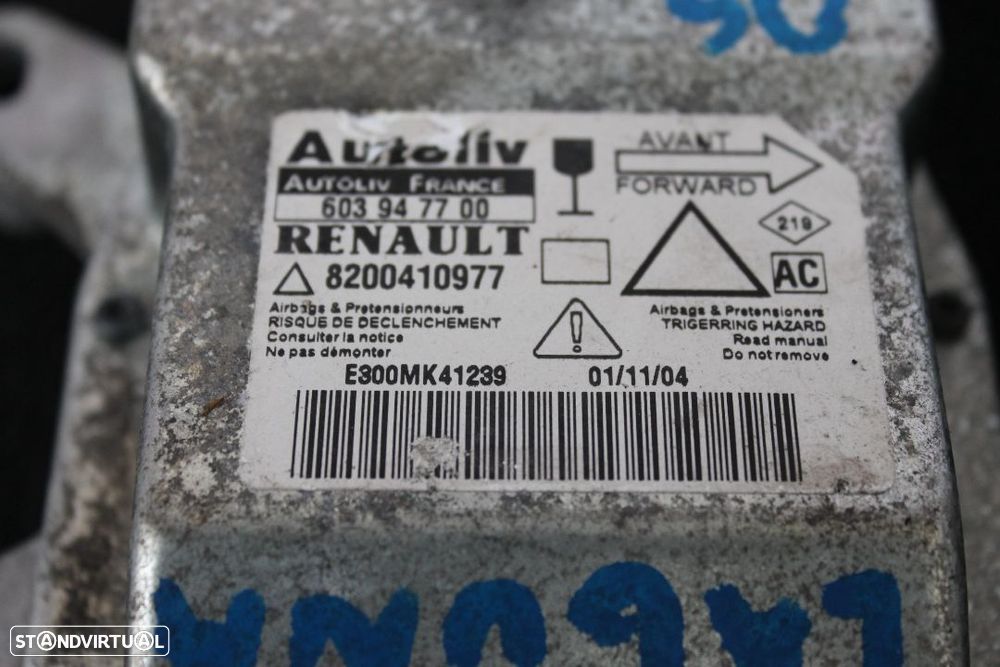 06
Autoliv
AUTOLIV FRANCE
603 94 77 00
RENAULT
8200410977
AVANT
FORWARD
219
AC
Airbags & Pretensionneurs
RISQUE DE DECLENCHEMENT
Consulter la notice
Ne pas démonter
Airbags & Pretensioners
TRIGERRING HAZARD
Read manual
Do not remove
E300MK41239 01/11/04
LAGUNA
STANDVIRTUAL